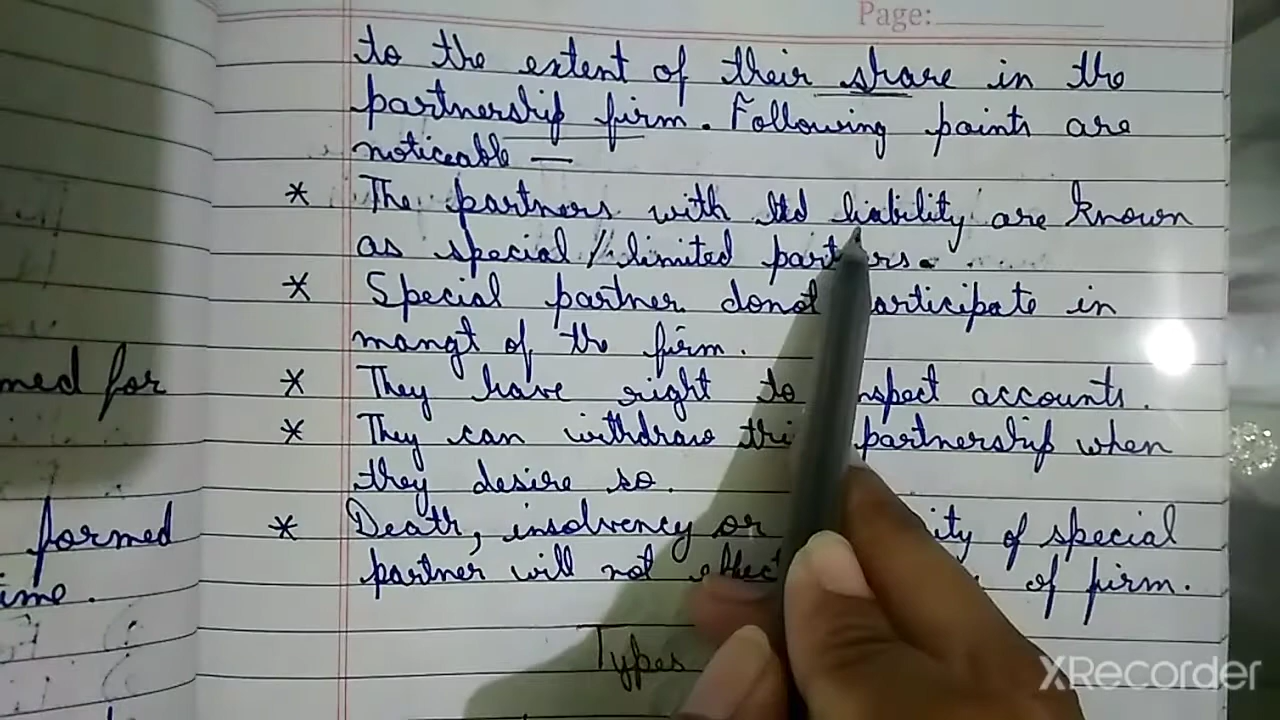 Page:
to the extent of their share in the
partnership firm. Following points are
noticeable —
* The partners with ltd liability are known
as special / limited partners.
* Special partner donot participate in
mangt of the firm.
med for
* They have right to inspect accounts.
* They can withdraw partnership when
they desire so.
formed
* Death, insolvency or of special
partner will not of firm.
ime.
Types
XRecorder